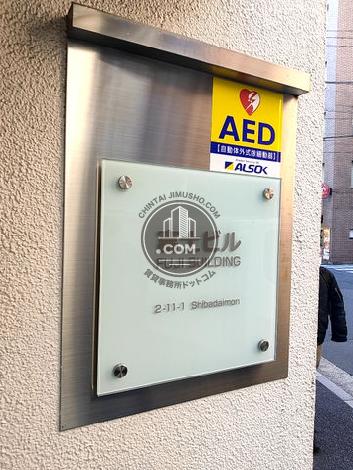 AED
【自動体外式除細動器】
ALSOK
CHINTAI JIMUSHO.COM
ビル
.COM
BUILDING
賃貸事務所ドットコム
2-11-1 Shibadaimon